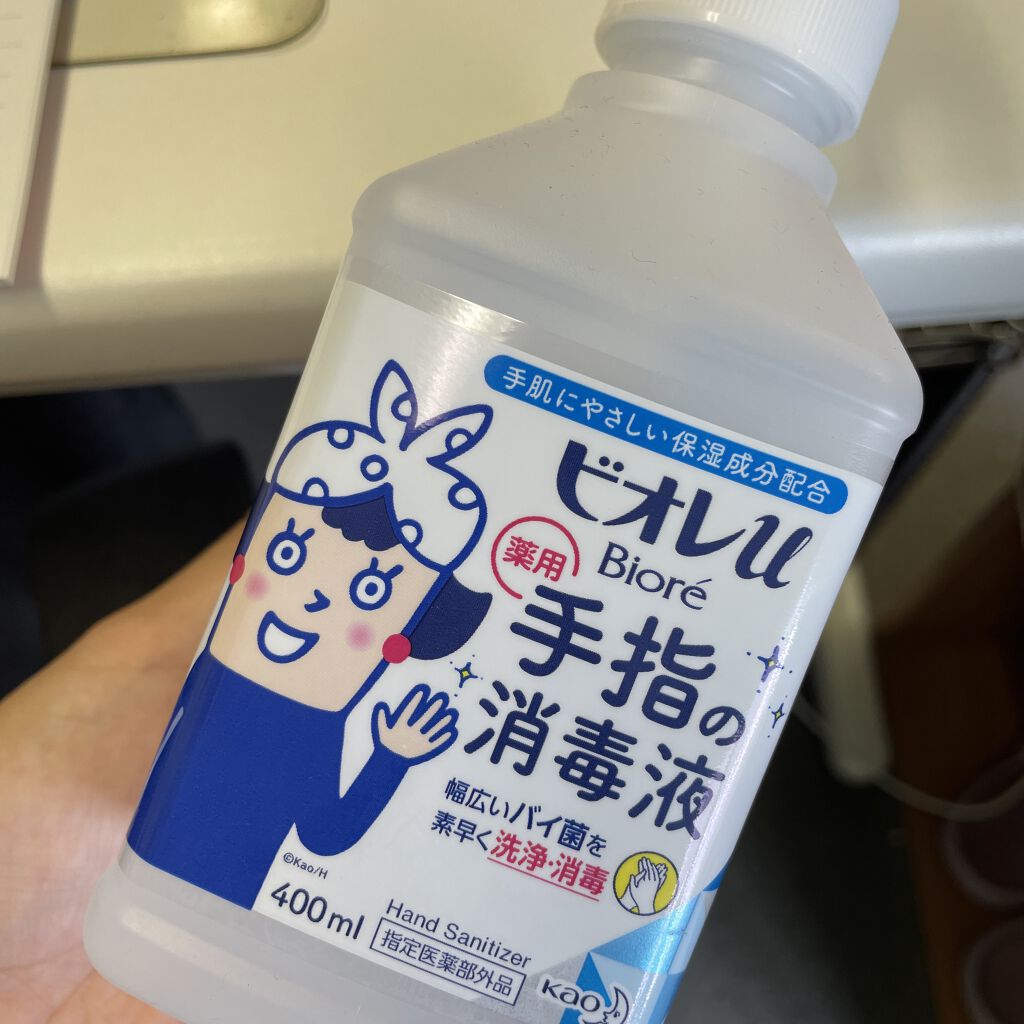 手肌にやさしい保湿成分配合
ビオレu
Bioré
薬用
手指の
消毒液
幅広いバイ菌を
素早く洗浄・消毒
©Kao/H
400ml
Hand Sanitizer
指定医薬部外品
Kao